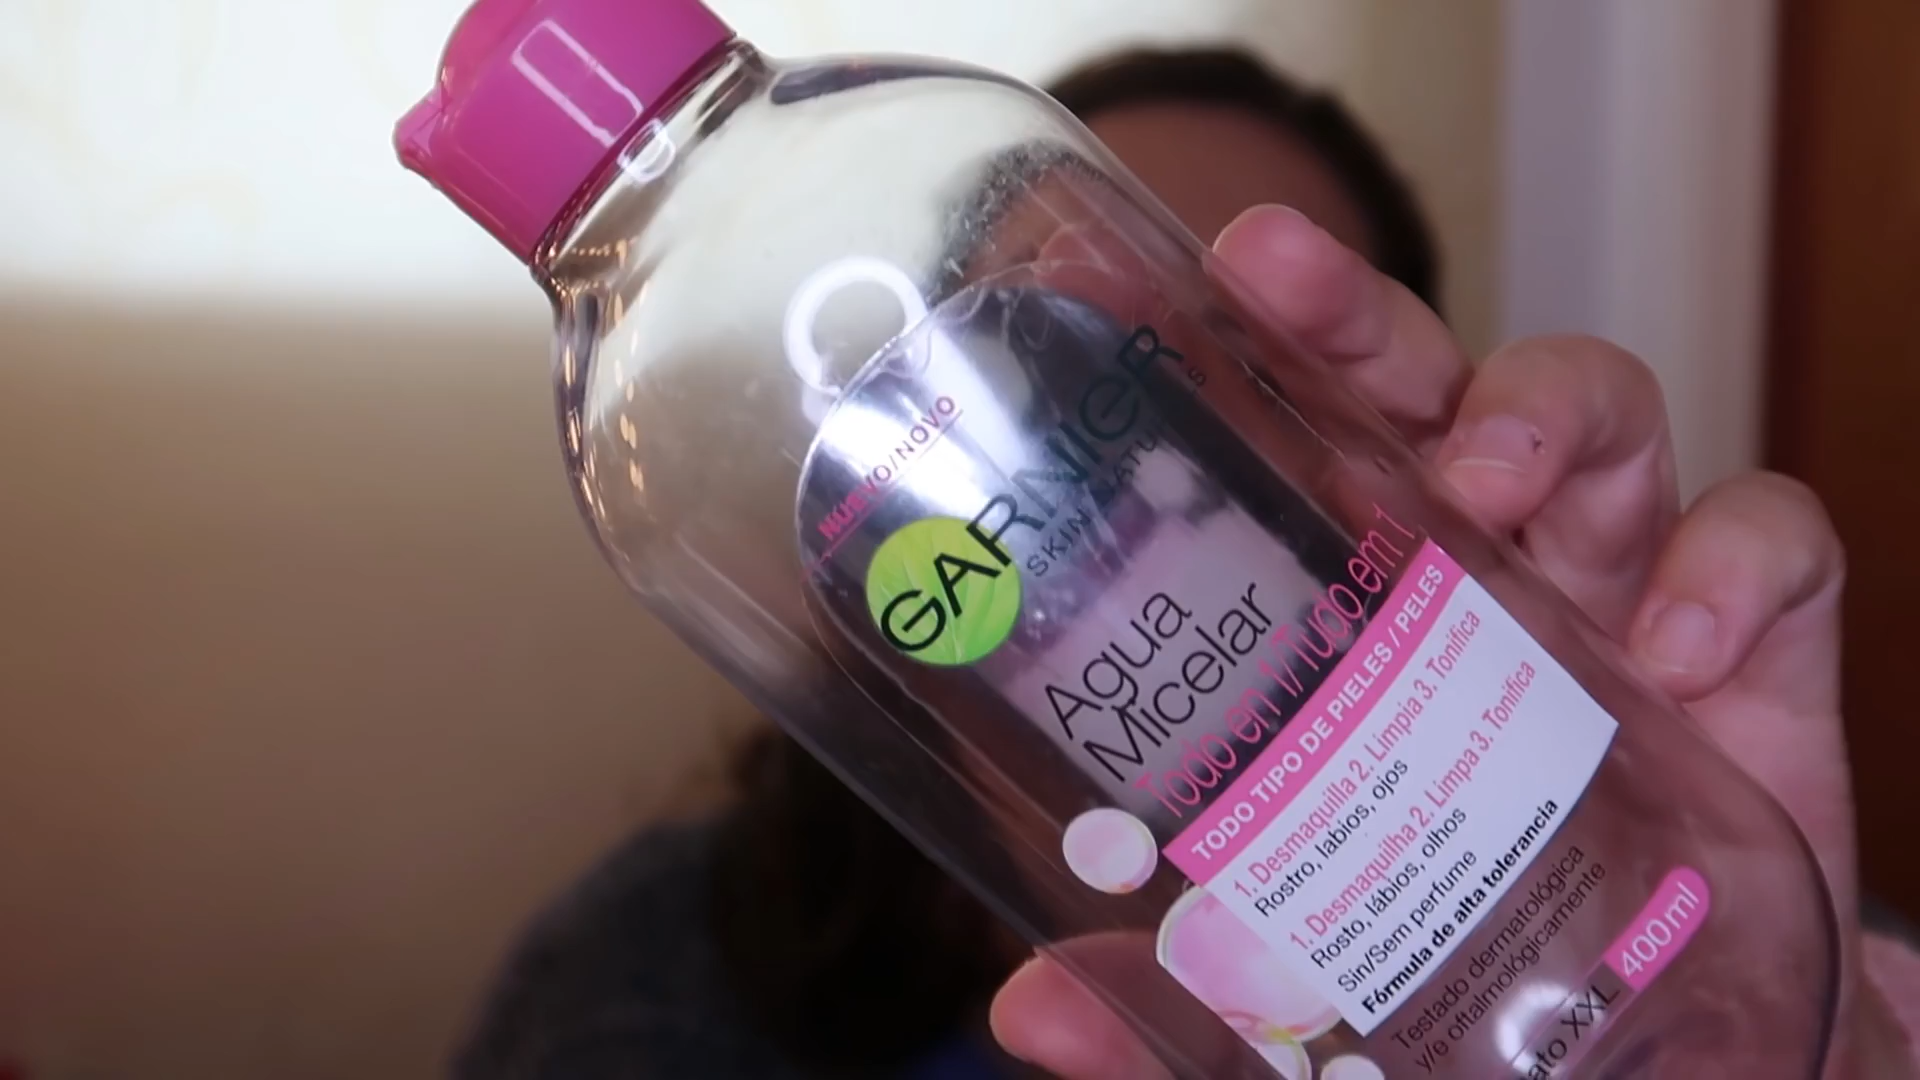 NUEVO/NOVO
GARNIER
SKIN NATU S
Agua
Micelar
Todo en 1/Tudo em 1
TODO TIPO DE PIELES / PELES
1. Desmaquilla 2. Limpia 3. Tonifica
Rostro, labios, ojos
1. Desmaquilha 2. Limpa 3. Tonifica
Rosto, lábios, olhos
Sin/Sem perfume
Fórmula de alta tolerancia
Testado dermatológica
y/e oftalmológicamente
ato XXL 400ml